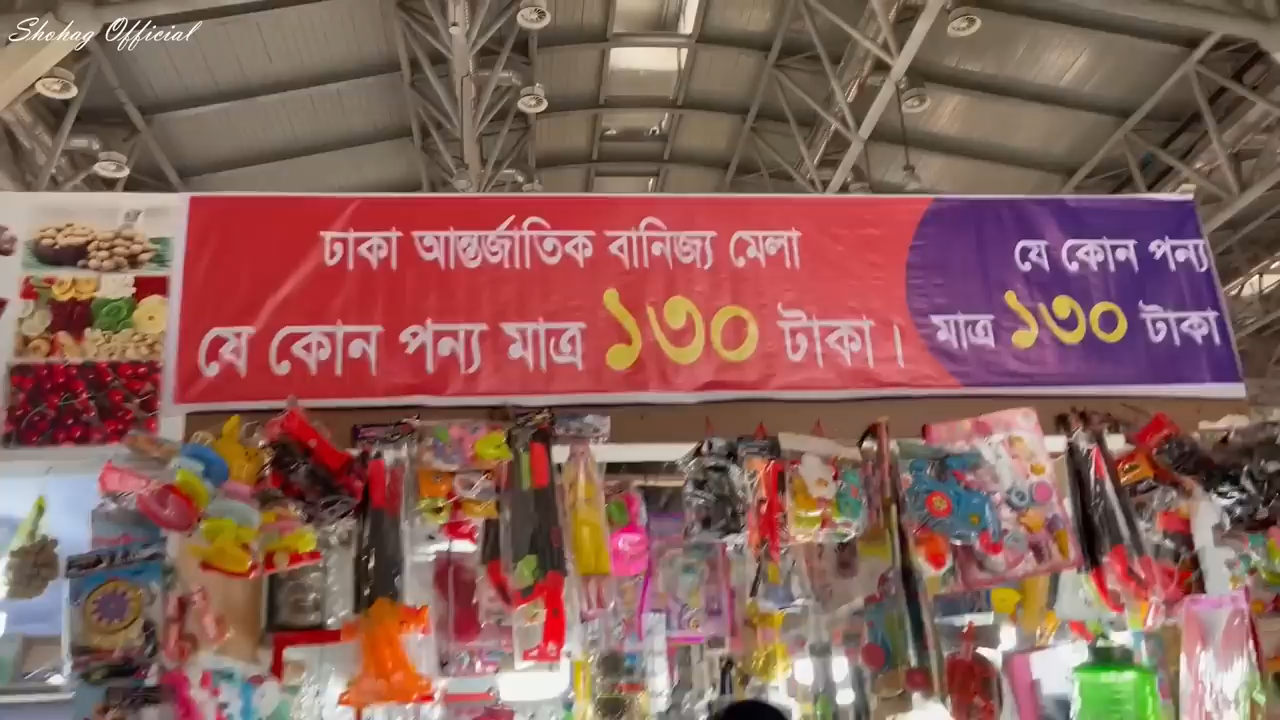 Shohag Official
ঢাকা আন্তর্জাতিক বানিজ্য মেলা
যে কোন পন্য মাত্র ১৩০ টাকা।
যে কোন পন্য
মাত্র ১৩০ টাকা